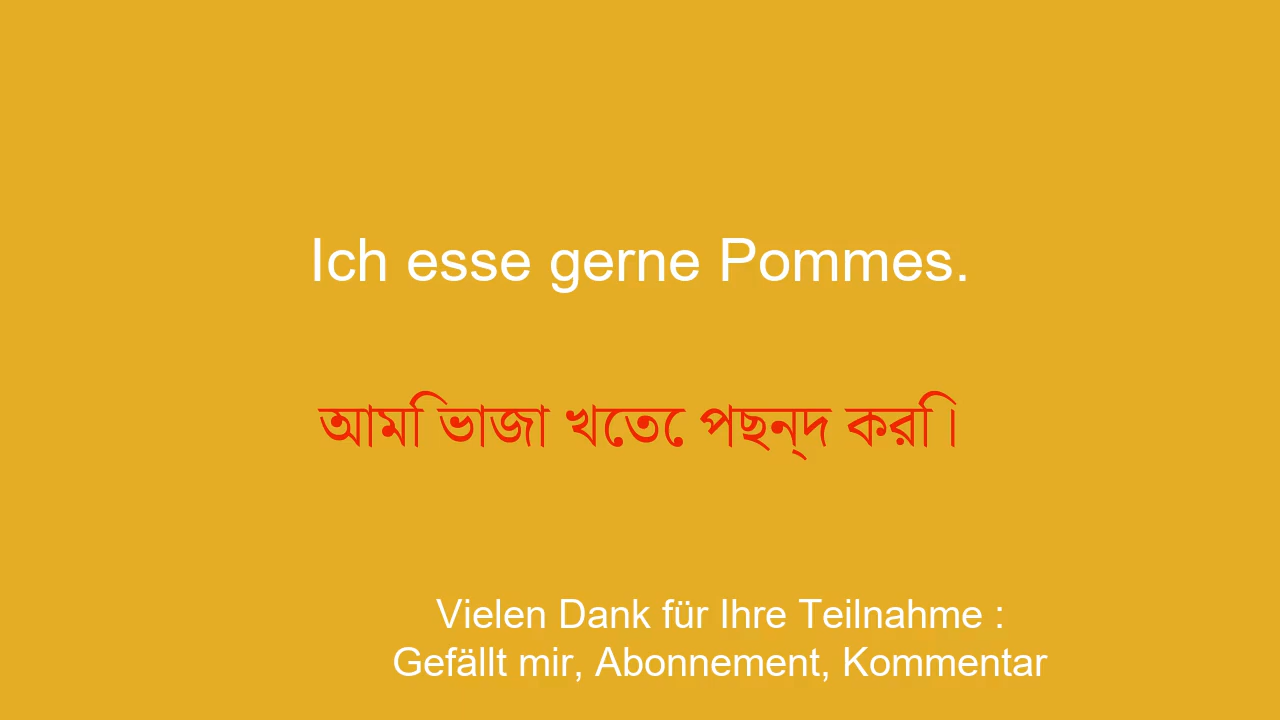 Ich esse gerne Pommes.
আমি ভাজা খেতে পছন্দ করি।
Vielen Dank für Ihre Teilnahme :
Gefällt mir, Abonnement, Kommentar